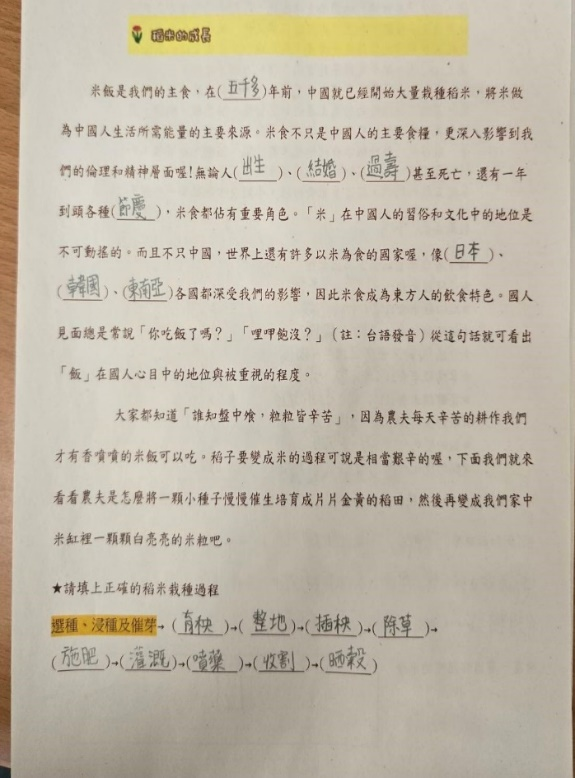 稻米的成長
米飯是我們的主食，在(五千多)年前，中國就已經開始大量栽種稻米，將米做
為中國人生活所需能量的主要來源。米食不只是中國人的主要食糧，更深入影響到我
們的倫理和精神層面喔!無論人(出生)、(結婚)、(過壽)甚至死亡，還有一年
到頭各種(節慶)，米食都佔有重要角色。「米」在中國人的習俗和文化中的地位是
不可動搖的。而且不只中國，世界上還有許多以米為食的國家喔，像(日本)、
(韓國)、(東南亞)各國都深受我們的影響，因此米食成為東方人的飲食特色。國人
見面總是常說「你吃飯了嗎？」「哩呷飽沒？」（註：台語發音）從這句話就可看出
「飯」在國人心目中的地位與被重視的程度。
大家都知道「誰知盤中飧，粒粒皆辛苦」，因為農夫每天辛苦的耕作我們
才有香噴噴的米飯可以吃。稻子要變成米的過程可說是相當艱辛的喔，下面我們就來
看看農夫是怎麼將一顆小種子慢慢催生培育成片片金黃的稻田，然後再變成我們家中
米缸裡一顆顆白亮亮的米粒吧。
★請填上正確的稻米栽種過程
選種、浸種及催芽→（育秧)→( 整地)→(插秧)→(除草)→
(施肥)→(灌溉)→(噴藥)→(收割)→(晒穀)